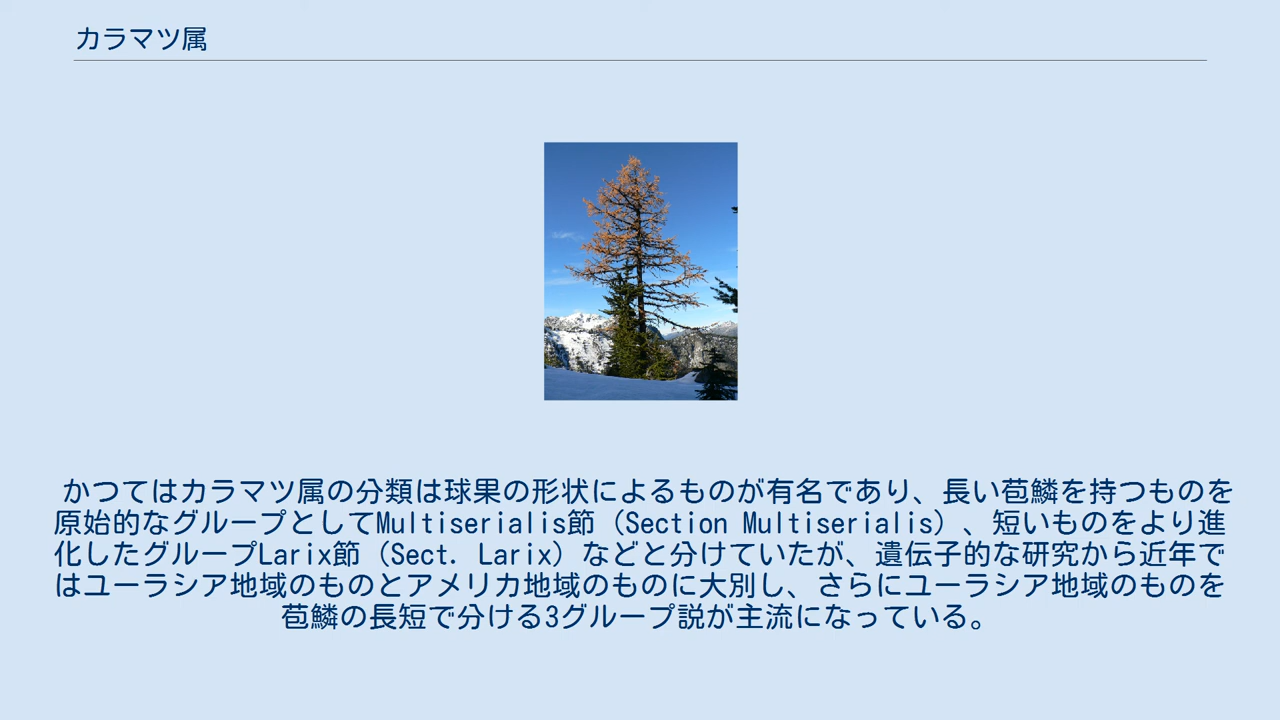 カラマツ属
かつてはカラマツ属の分類は球果の形状によるものが有名であり、長い苞鱗を持つものを
原始的なグループとしてMultiserialis節（Section Multiserialis）、短いものをより進
化したグループLarix節（Sect. Larix）などと分けていたが、遺伝子的な研究から近年で
はユーラシア地域のものとアメリカ地域のものに大別し、さらにユーラシア地域のものを
苞鱗の長短で分ける3グループ説が主流になっている。